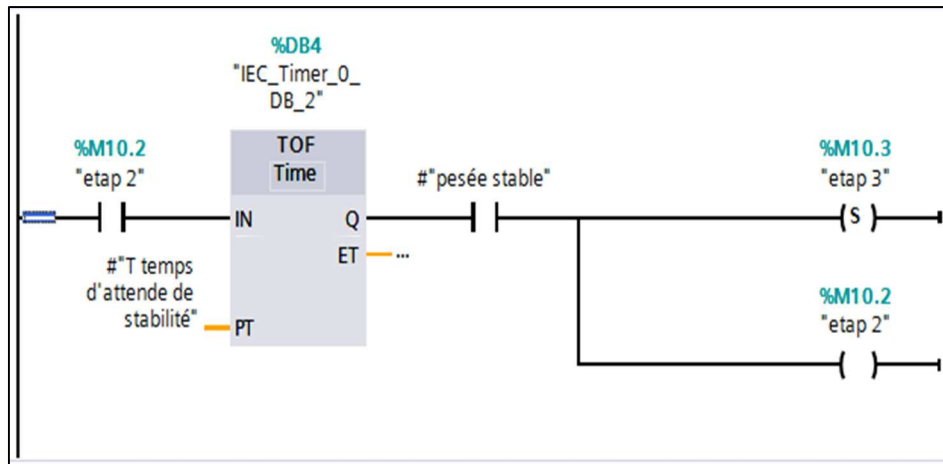 %DB4
"IEC_Timer_0_
DB_2"
TOF
Time
%M10.2
"etap 2"
IN
Q
ET
...
#"T temps
d'attende de
stabilité"
PT
#"pesée stable"
%M10.3
"etap 3"
S
%M10.2
"etap 2"